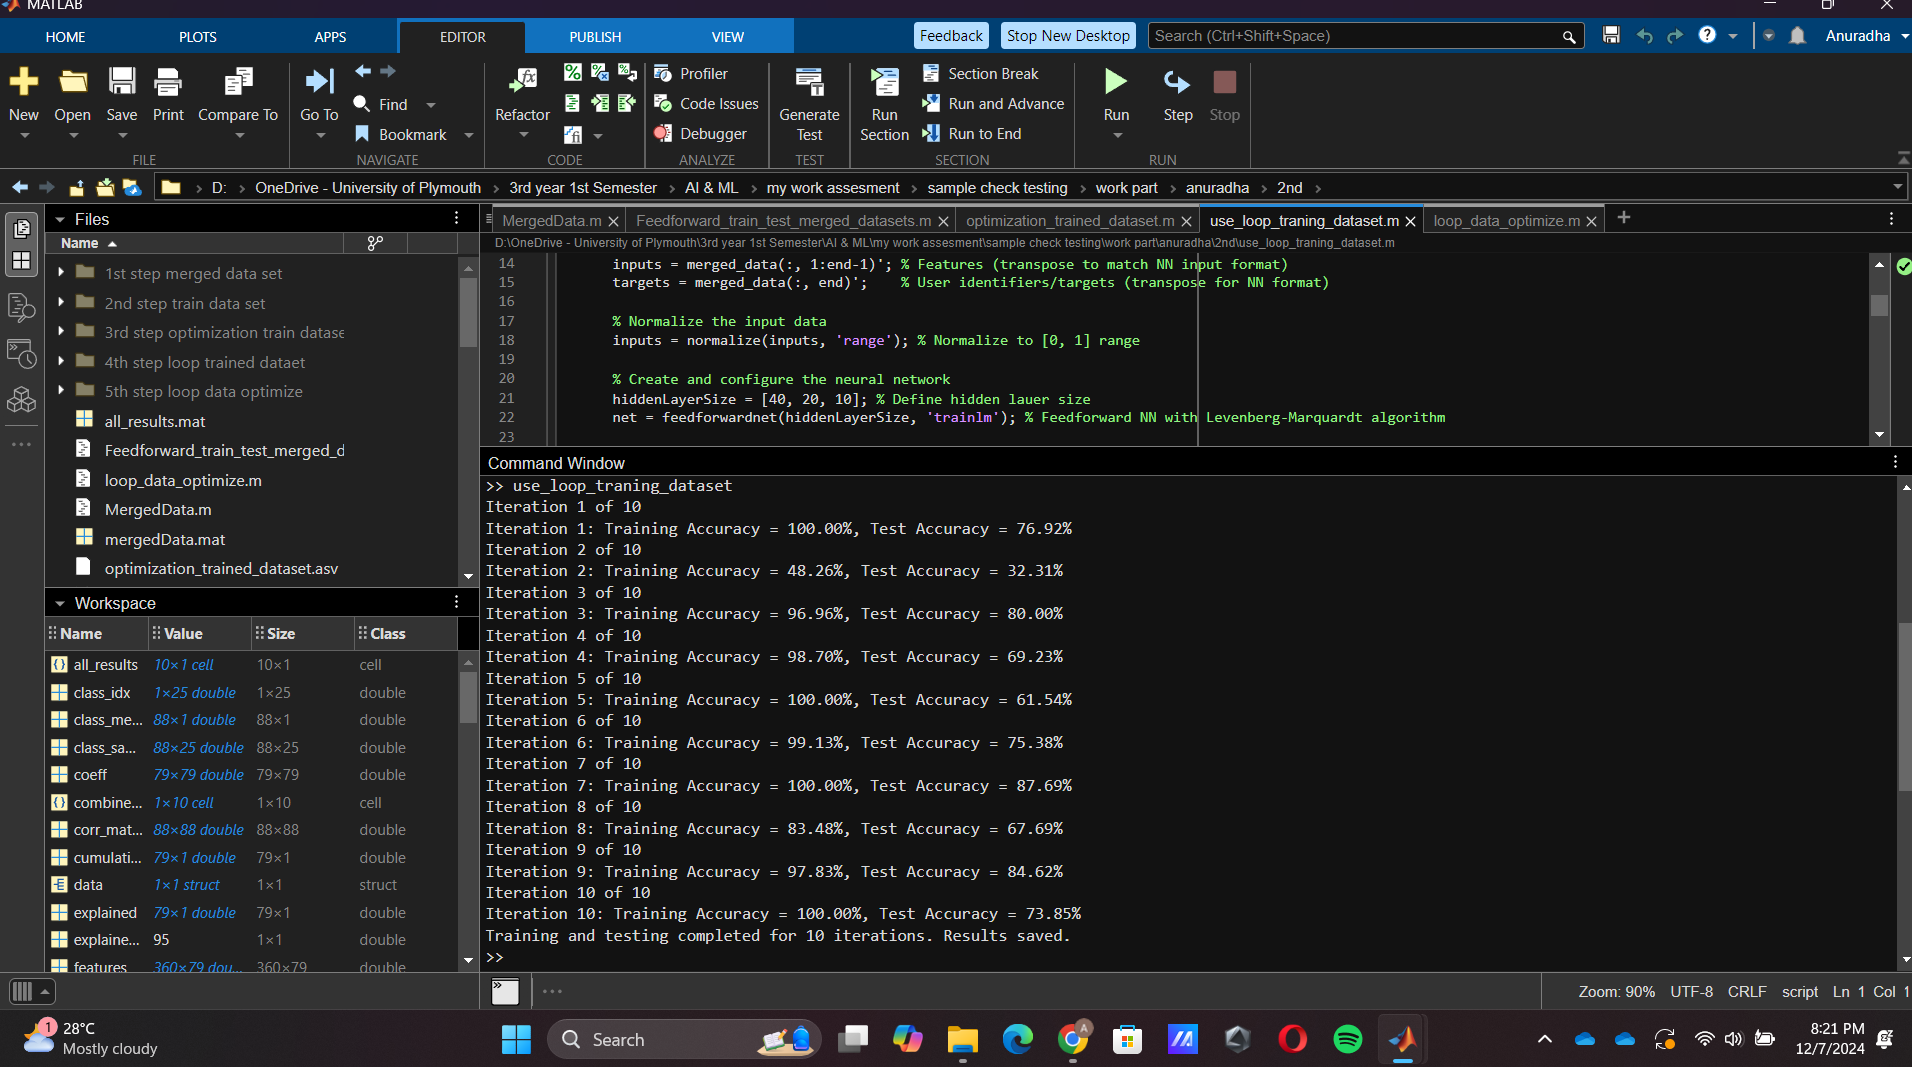 MATLAB
HOME PLOTS APPS EDITOR PUBLISH VIEW Feedback Stop New Desktop Search (Ctrl+Shift+Space) Anuradha
New Open Save Print Compare To Go To Find Bookmark Refactor Profiler Code Issues Debugger Generate Test Run Section Section Break Run and Advance Run to End Run Step Stop
FILE NAVIGATE CODE ANALYZE TEST SECTION RUN
D: OneDrive - University of Plymouth 3rd year 1st Semester AI & ML my work assesment sample check testing work part anuradha 2nd
Files
Name
1st step merged data set
2nd step train data set
3rd step optimization train datase
4th step loop trained dataet
5th step loop data optimize
all_results.mat
Feedforward_train_test_merged_d
loop_data_optimize.m
MergedData.m
mergedData.mat
optimization_trained_dataset.asv
Workspace
Name Value Size Class
all_results 10×1 cell 10×1 cell
class_idx 1×25 double 1×25 double
class_me... 88×1 double 88×1 double
class_sa... 88×25 double 88×25 double
coeff 79×79 double 79×79 double
combine... 1×10 cell 1×10 cell
corr_mat... 88×88 double 88×88 double
cumulati... 79×1 double 79×1 double
data 1×1 struct 1×1 struct
explained 79×1 double 79×1 double
explaine... 95 1×1 double
features 360×79 dou... 360×79 double
MergedData.m Feedforward_train_test_merged_datasets.m optimization_trained_dataset.m use_loop_traning_dataset.m loop_data_optimize.m
D:\OneDrive - University of Plymouth\3rd year 1st Semester\AI & ML\my work assesment\sample check testing\work part\anuradha\2nd\use_loop_traning_dataset.m
14 inputs = merged_data(:, 1:end-1)'; % Features (transpose to match NN input format)
15 targets = merged_data(:, end)'; % User identifiers/targets (transpose for NN format)
16
17 % Normalize the input data
18 inputs = normalize(inputs, 'range'); % Normalize to [0, 1] range
19
20 % Create and configure the neural network
21 hiddenLayerSize = [40, 20, 10]; % Define hidden lauer size
22 net = feedforwardnet(hiddenLayerSize, 'trainlm'); % Feedforward NN with Levenberg-Marquardt algorithm
23
Command Window
>> use_loop_traning_dataset
Iteration 1 of 10
Iteration 1: Training Accuracy = 100.00%, Test Accuracy = 76.92%
Iteration 2 of 10
Iteration 2: Training Accuracy = 48.26%, Test Accuracy = 32.31%
Iteration 3 of 10
Iteration 3: Training Accuracy = 96.96%, Test Accuracy = 80.00%
Iteration 4 of 10
Iteration 4: Training Accuracy = 98.70%, Test Accuracy = 69.23%
Iteration 5 of 10
Iteration 5: Training Accuracy = 100.00%, Test Accuracy = 61.54%
Iteration 6 of 10
Iteration 6: Training Accuracy = 99.13%, Test Accuracy = 75.38%
Iteration 7 of 10
Iteration 7: Training Accuracy = 100.00%, Test Accuracy = 87.69%
Iteration 8 of 10
Iteration 8: Training Accuracy = 83.48%, Test Accuracy = 67.69%
Iteration 9 of 10
Iteration 9: Training Accuracy = 97.83%, Test Accuracy = 84.62%
Iteration 10 of 10
Iteration 10: Training Accuracy = 100.00%, Test Accuracy = 73.85%
Training and testing completed for 10 iterations. Results saved.
>>
Zoom: 90% UTF-8 CRLF script Ln 1 Col 1
1 28°C
Mostly cloudy
Search
A
8:21 PM
12/7/2024